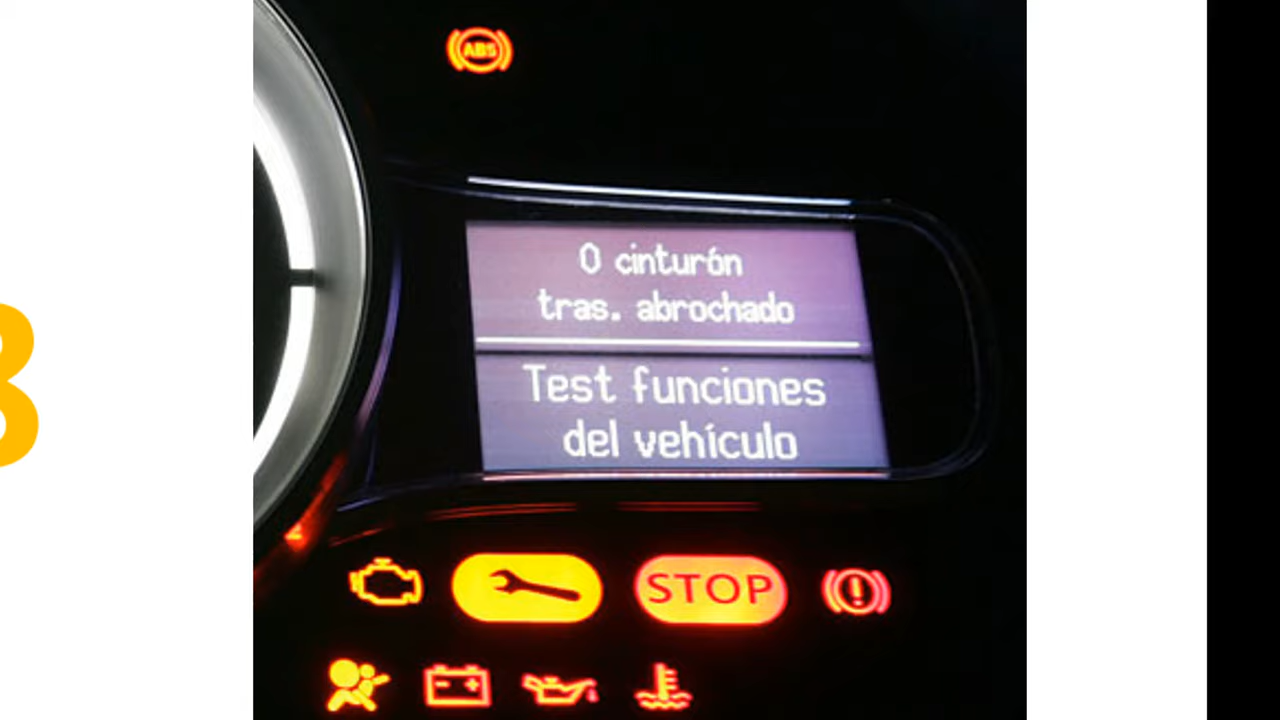 ABS
0 cinturón
tras. abrochado
Test funciones
del vehículo
STOP